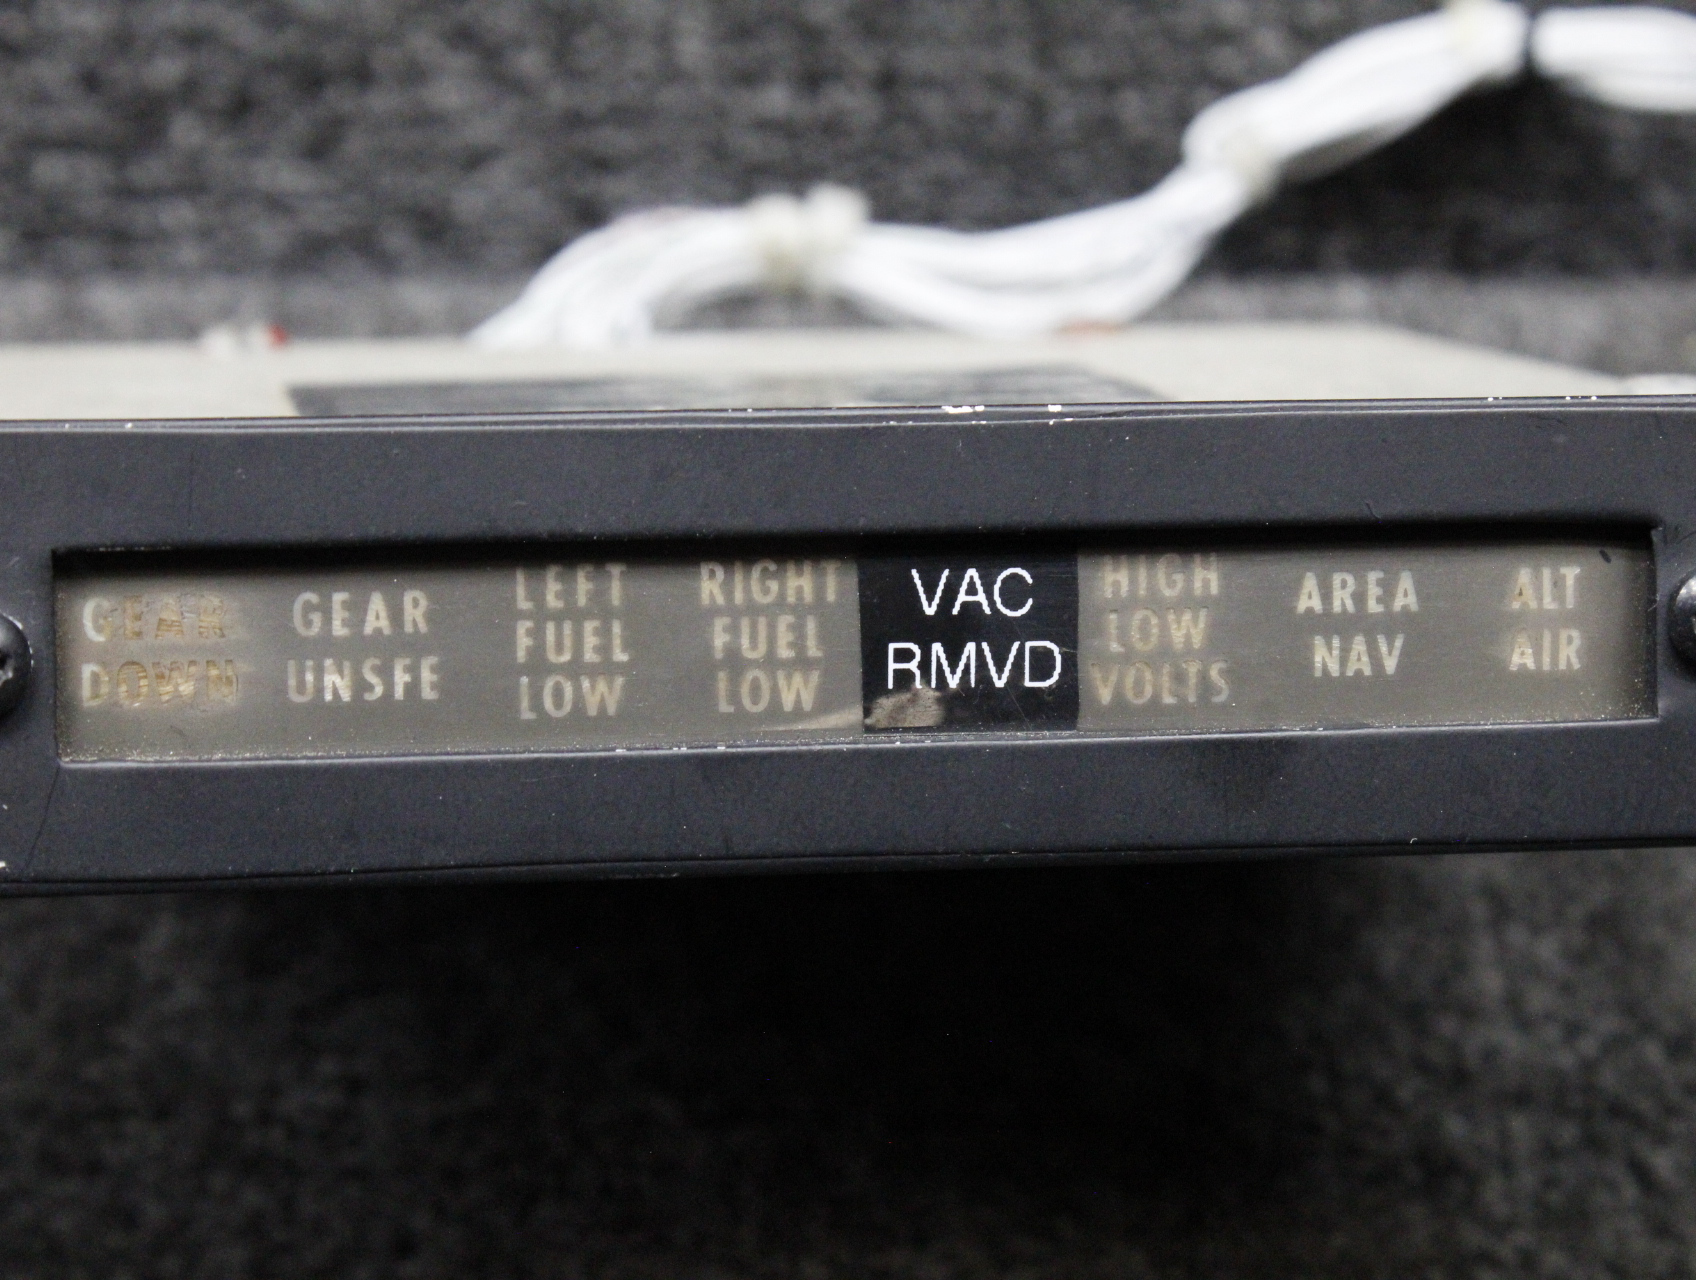 GEAR
DOWN
GEAR
UNSFE
LEFT
FUEL
LOW
RIGHT
FUEL
LOW
VAC
RMVD
HIGH
LOW
VOLTS
AREA
NAV
ALT
AIR